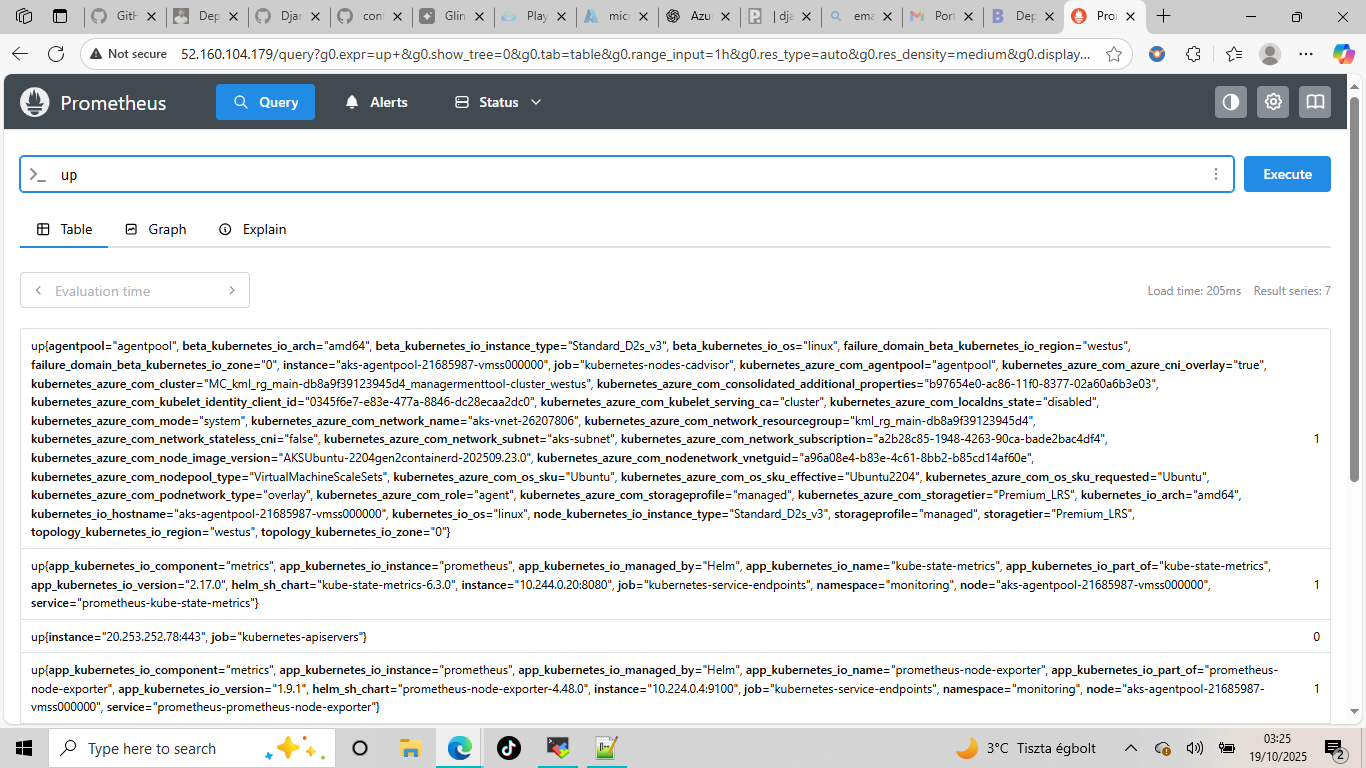 GitH
Dep
Djar
conf
Glin
Play
micr
Azu
| dja
ema
Port
Dep
Pro
Not secure
52.160.104.179/query?g0.expr=up+&g0.show_tree=0&g0.tab=table&g0.range_input=1h&g0.res_type=auto&g0.res_density=medium&g0.display...
Prometheus
Query
Alerts
Status
up
Execute
Table
Graph
Explain
Evaluation time
Load time: 205ms Result series: 7
up{agentpool="agentpool", beta_kubernetes_io_arch="amd64", beta_kubernetes_io_instance_type="Standard_D2s_v3", beta_kubernetes_io_os="linux", failure_domain_beta_kubernetes_io_region="westus",
failure_domain_beta_kubernetes_io_zone="0", instance="aks-agentpool-21685987-vmss000000", job="kubernetes-nodes-cadvisor", kubernetes_azure_com_agentpool="agentpool", kubernetes_azure_com_azure_cni_overlay="true",
kubernetes_azure_com_cluster="MC_kml_rg_main-db8a9f39123945d4_managermenttool-cluster_westus", kubernetes_azure_com_consolidated_additional_properties="b97654e0-ac86-11f0-8377-02a60a6b3e03",
kubernetes_azure_com_kubelet_identity_client_id="0345f6e7-e83e-477a-8846-dc28ecaa2dc0", kubernetes_azure_com_kubelet_serving_ca="cluster", kubernetes_azure_com_localdns_state="disabled",
kubernetes_azure_com_mode="system", kubernetes_azure_com_network_name="aks-vnet-26207806", kubernetes_azure_com_network_resourcegroup="kml_rg_main-db8a9f39123945d4",
kubernetes_azure_com_network_stateless_cni="false", kubernetes_azure_com_network_subnet="aks-subnet", kubernetes_azure_com_network_subscription="a2b28c85-1948-4263-90ca-bade2bac4df4",
kubernetes_azure_com_node_image_version="AKSUbuntu-2204gen2containerd-202509.23.0", kubernetes_azure_com_nodenetwork_vnetguid="a96a08e4-b83e-4c61-8bb2-b85cd14af60e",
kubernetes_azure_com_nodepool_type="VirtualMachineScaleSets", kubernetes_azure_com_os_sku="Ubuntu", kubernetes_azure_com_os_sku_effective="Ubuntu2204", kubernetes_azure_com_os_sku_requested="Ubuntu",
kubernetes_azure_com_podnetwork_type="overlay", kubernetes_azure_com_role="agent", kubernetes_azure_com_storageprofile="managed", kubernetes_azure_com_storagetier="Premium_LRS", kubernetes_io_arch="amd64",
kubernetes_io_hostname="aks-agentpool-21685987-vmss000000", kubernetes_io_os="linux", node_kubernetes_io_instance_type="Standard_D2s_v3", storageprofile="managed", storagetier="Premium_LRS",
topology_kubernetes_io_region="westus", topology_kubernetes_io_zone="0"}
1
up{app_kubernetes_io_component="metrics", app_kubernetes_io_instance="prometheus", app_kubernetes_io_managed_by="Helm", app_kubernetes_io_name="kube-state-metrics", app_kubernetes_io_part_of="kube-state-metrics",
app_kubernetes_io_version="2.17.0", helm_sh_chart="kube-state-metrics-6.3.0", instance="10.244.0.20:8080", job="kubernetes-service-endpoints", namespace="monitoring", node="aks-agentpool-21685987-vmss000000",
service="prometheus-kube-state-metrics"}
1
up{instance="20.253.252.78:443", job="kubernetes-apiservers"}
0
up{app_kubernetes_io_component="metrics", app_kubernetes_io_instance="prometheus", app_kubernetes_io_managed_by="Helm", app_kubernetes_io_name="prometheus-node-exporter", app_kubernetes_io_part_of="prometheus-
node-exporter", app_kubernetes_io_version="1.9.1", helm_sh_chart="prometheus-node-exporter-4.48.0", instance="10.224.0.4:9100", job="kubernetes-service-endpoints", namespace="monitoring", node="aks-agentpool-21685987-
vmss000000", service="prometheus-prometheus-node-exporter"}
1
Type here to search
3°C Tiszta égbolt
03:25
19/10/2025
2